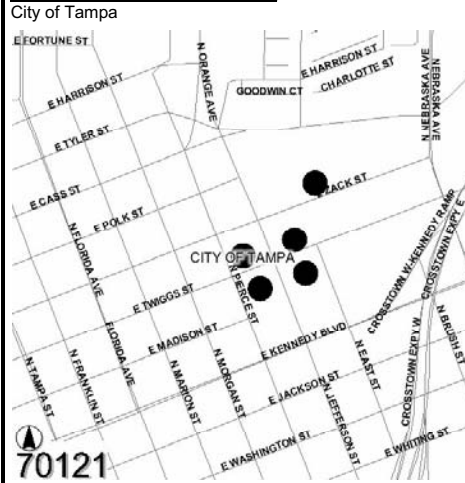 City of Tampa
E FORTUNE ST
N ORANGE AVE
E HARRISON ST
CHARLOTTE ST
GOODWIN CT
N NEBRASKA AVE
NEBRASKA AVE
E HARRISON ST
E TYLER ST
E CASS ST
E ZACK ST
E POLK ST
N FLORIDA AVE
CITY OF TAMPA
N PIERCE ST
CROSSTOWN W-KENNEDY RAMP
CROSSTOWN EXPY E
E TWIGGS ST
FLORIDA AVE
E MADISON ST
E KENNEDY BLVD
N BRUSH ST
N TAMPA ST
N FRANKLIN ST
N MARION ST
N MORGAN ST
E JACKSON ST
N EAST ST
CROSSTOWN EXPY W
N JEFFERSON ST
E WASHINGTON ST
E WHITING ST
70121